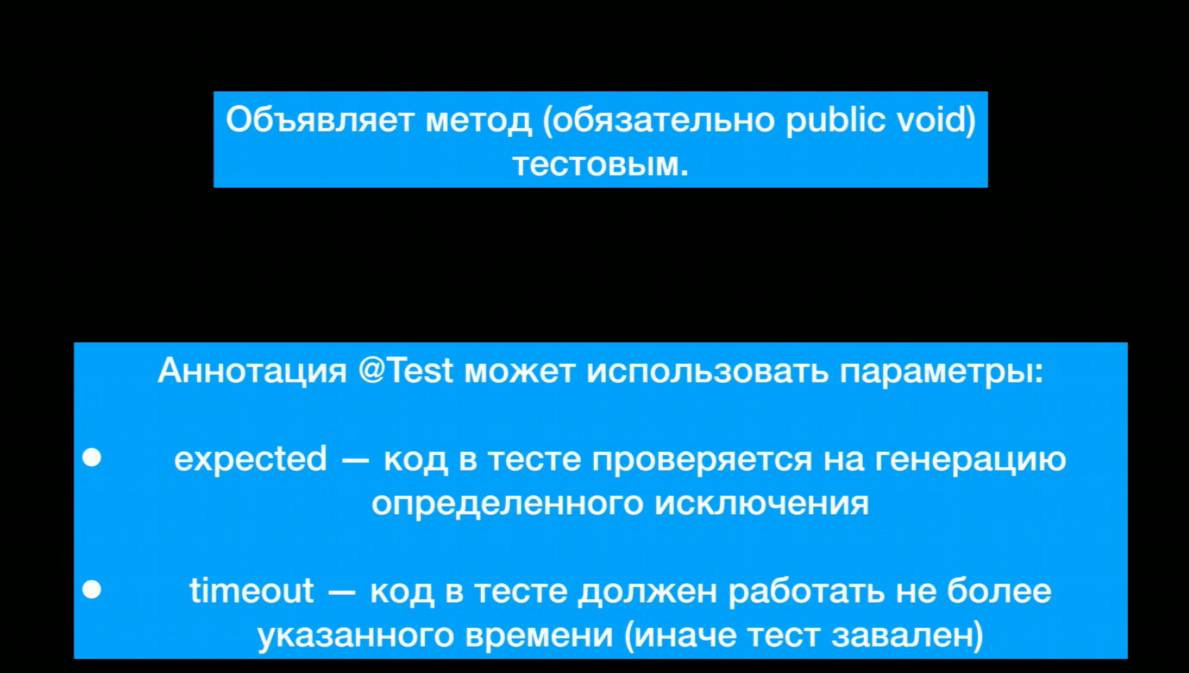 Объявляет метод (обязательно public void)
тестовым.
Аннотация @Test может использовать параметры:
● expected — код в тесте проверяется на генерацию
определенного исключения
● timeout — код в тесте должен работать не более
указанного времени (иначе тест завален)